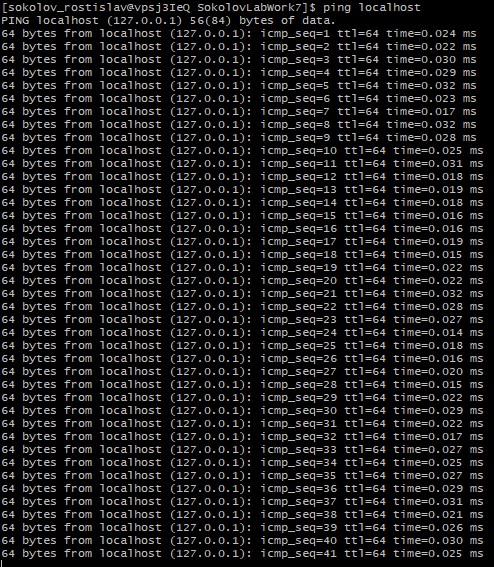 [sokolov_rostislav@vpsj3IeQ SokolovLabWork7]$ ping localhost
PING localhost (127.0.0.1) 56(84) bytes of data.
64 bytes from localhost (127.0.0.1): icmp_seq=1 ttl=64 time=0.024 ms
64 bytes from localhost (127.0.0.1): icmp_seq=2 ttl=64 time=0.022 ms
64 bytes from localhost (127.0.0.1): icmp_seq=3 ttl=64 time=0.030 ms
64 bytes from localhost (127.0.0.1): icmp_seq=4 ttl=64 time=0.029 ms
64 bytes from localhost (127.0.0.1): icmp_seq=5 ttl=64 time=0.032 ms
64 bytes from localhost (127.0.0.1): icmp_seq=6 ttl=64 time=0.023 ms
64 bytes from localhost (127.0.0.1): icmp_seq=7 ttl=64 time=0.017 ms
64 bytes from localhost (127.0.0.1): icmp_seq=8 ttl=64 time=0.032 ms
64 bytes from localhost (127.0.0.1): icmp_seq=9 ttl=64 time=0.028 ms
64 bytes from localhost (127.0.0.1): icmp_seq=10 ttl=64 time=0.025 ms
64 bytes from localhost (127.0.0.1): icmp_seq=11 ttl=64 time=0.031 ms
64 bytes from localhost (127.0.0.1): icmp_seq=12 ttl=64 time=0.018 ms
64 bytes from localhost (127.0.0.1): icmp_seq=13 ttl=64 time=0.019 ms
64 bytes from localhost (127.0.0.1): icmp_seq=14 ttl=64 time=0.018 ms
64 bytes from localhost (127.0.0.1): icmp_seq=15 ttl=64 time=0.016 ms
64 bytes from localhost (127.0.0.1): icmp_seq=16 ttl=64 time=0.016 ms
64 bytes from localhost (127.0.0.1): icmp_seq=17 ttl=64 time=0.019 ms
64 bytes from localhost (127.0.0.1): icmp_seq=18 ttl=64 time=0.015 ms
64 bytes from localhost (127.0.0.1): icmp_seq=19 ttl=64 time=0.022 ms
64 bytes from localhost (127.0.0.1): icmp_seq=20 ttl=64 time=0.022 ms
64 bytes from localhost (127.0.0.1): icmp_seq=21 ttl=64 time=0.032 ms
64 bytes from localhost (127.0.0.1): icmp_seq=22 ttl=64 time=0.028 ms
64 bytes from localhost (127.0.0.1): icmp_seq=23 ttl=64 time=0.027 ms
64 bytes from localhost (127.0.0.1): icmp_seq=24 ttl=64 time=0.014 ms
64 bytes from localhost (127.0.0.1): icmp_seq=25 ttl=64 time=0.018 ms
64 bytes from localhost (127.0.0.1): icmp_seq=26 ttl=64 time=0.016 ms
64 bytes from localhost (127.0.0.1): icmp_seq=27 ttl=64 time=0.020 ms
64 bytes from localhost (127.0.0.1): icmp_seq=28 ttl=64 time=0.015 ms
64 bytes from localhost (127.0.0.1): icmp_seq=29 ttl=64 time=0.022 ms
64 bytes from localhost (127.0.0.1): icmp_seq=30 ttl=64 time=0.029 ms
64 bytes from localhost (127.0.0.1): icmp_seq=31 ttl=64 time=0.022 ms
64 bytes from localhost (127.0.0.1): icmp_seq=32 ttl=64 time=0.017 ms
64 bytes from localhost (127.0.0.1): icmp_seq=33 ttl=64 time=0.027 ms
64 bytes from localhost (127.0.0.1): icmp_seq=34 ttl=64 time=0.025 ms
64 bytes from localhost (127.0.0.1): icmp_seq=35 ttl=64 time=0.027 ms
64 bytes from localhost (127.0.0.1): icmp_seq=36 ttl=64 time=0.029 ms
64 bytes from localhost (127.0.0.1): icmp_seq=37 ttl=64 time=0.031 ms
64 bytes from localhost (127.0.0.1): icmp_seq=38 ttl=64 time=0.021 ms
64 bytes from localhost (127.0.0.1): icmp_seq=39 ttl=64 time=0.026 ms
64 bytes from localhost (127.0.0.1): icmp_seq=40 ttl=64 time=0.030 ms
64 bytes from localhost (127.0.0.1): icmp_seq=41 ttl=64 time=0.025 ms